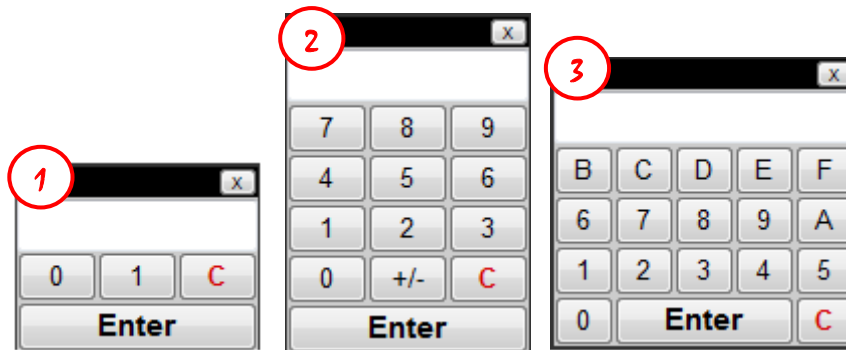 1
X
0 1 C
Enter
2
X
7 8 9
4 5 6
1 2 3
0 +/- C
Enter
3
X
B C D E F
6 7 8 9 A
1 2 3 4 5
0 Enter C